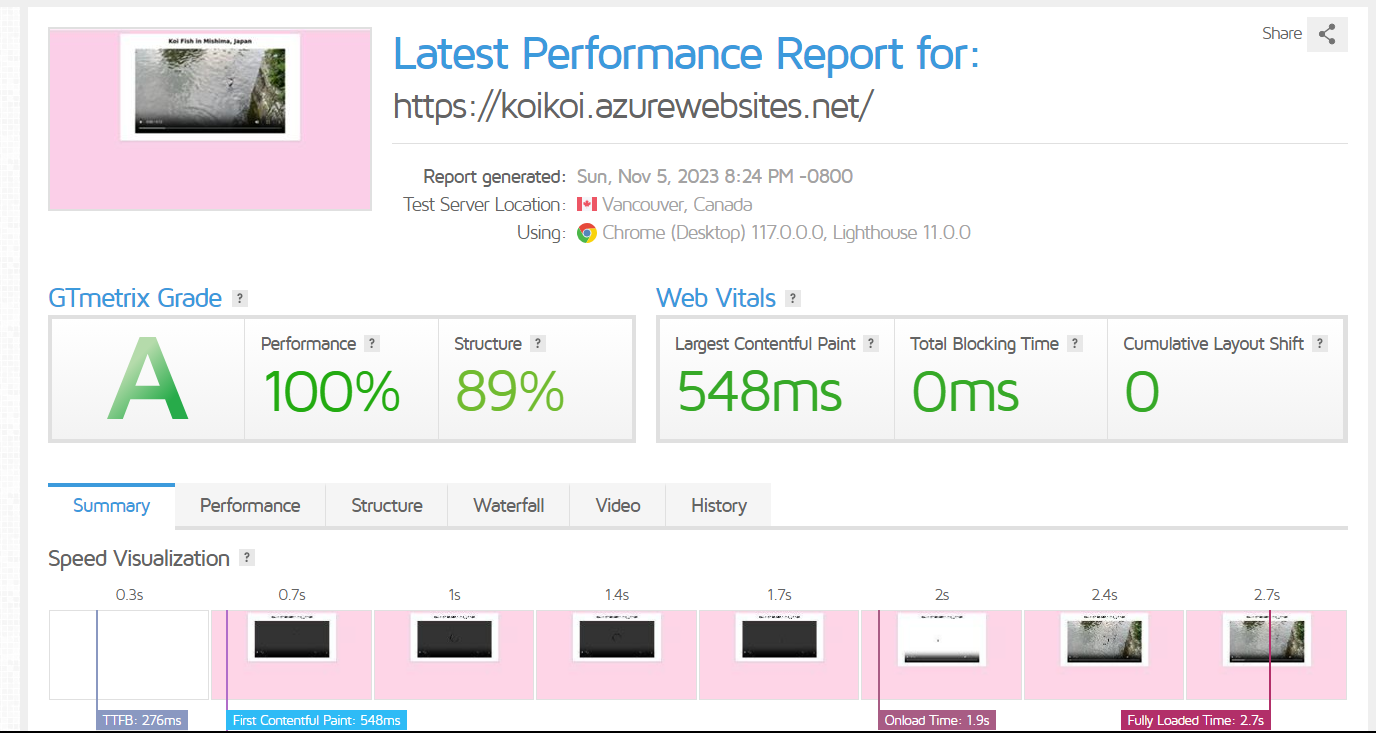 Koi Fish in Mishima, Japan
Latest Performance Report for:
https://koikoi.azurewebsites.net/
Share
Report generated: Sun, Nov 5, 2023 8:24 PM -0800
Test Server Location: Vancouver, Canada
Using: Chrome (Desktop) 117.0.0.0, Lighthouse 11.0.0
GTmetrix Grade ?
A
Performance ?
100%
Structure ?
89%
Web Vitals ?
Largest Contentful Paint ?
548ms
Total Blocking Time ?
0ms
Cumulative Layout Shift ?
0
Summary Performance Structure Waterfall Video History
Speed Visualization ?
0.3s 0.7s 1s 1.4s 1.7s 2s 2.4s 2.7s
TTFB: 276ms First Contentful Paint: 548ms Onload Time: 1.9s Fully Loaded Time: 2.7s